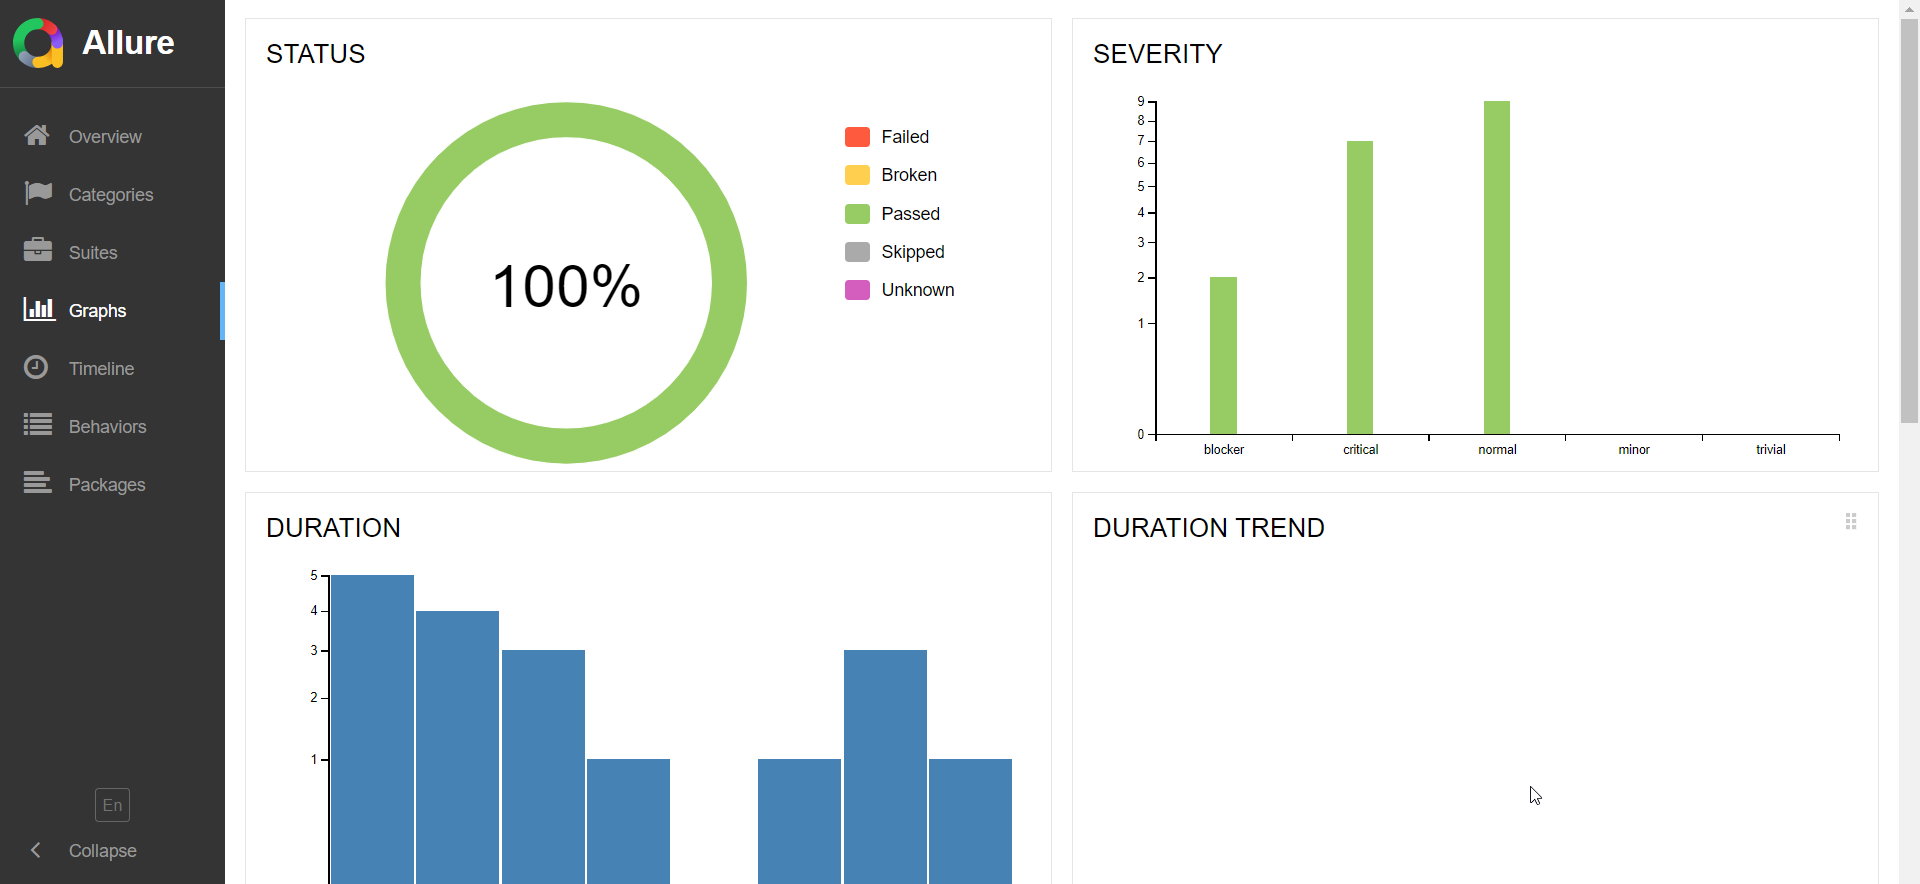 Allure
Overview
Categories
Suites
Graphs
Timeline
Behaviors
Packages
En
Collapse
STATUS
100%
Failed
Broken
Passed
Skipped
Unknown
SEVERITY
9
8
7
6
5
4
3
2
1
0
blocker critical normal minor trivial
DURATION
5
4
3
2
1
DURATION TREND